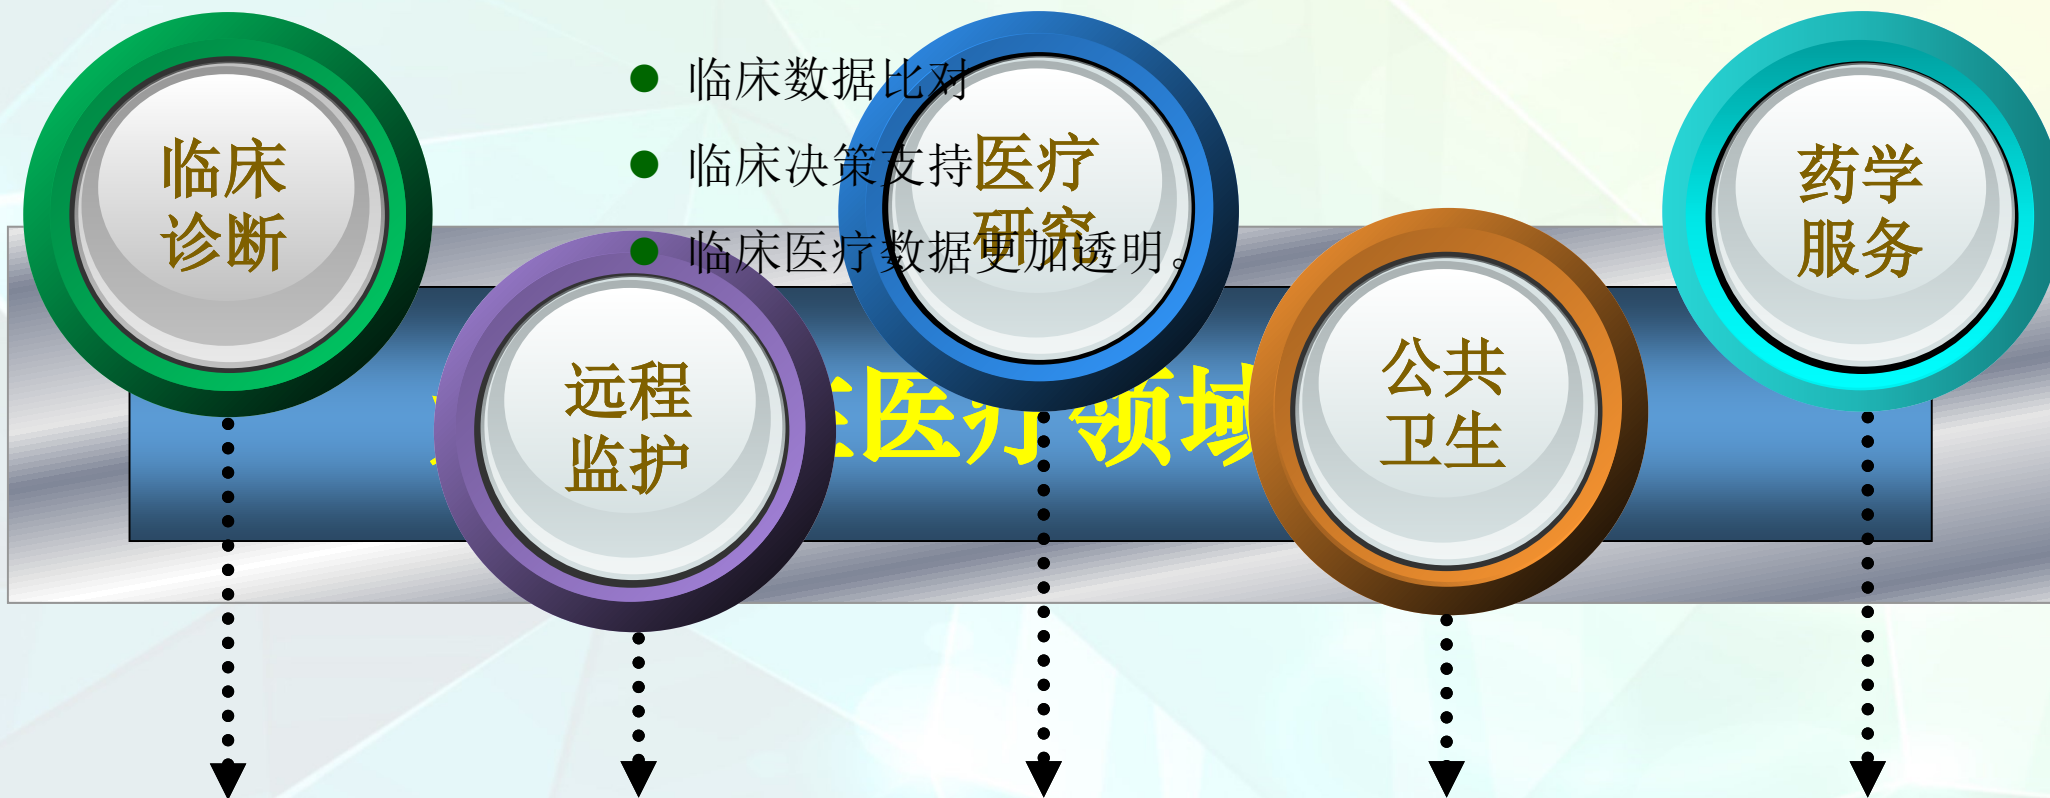 临床
诊断
临床数据比对
临床决策支持
临床医疗数据更加透明。
医疗
研究
药学
服务
远程
监护
公共
卫生
医疗领域